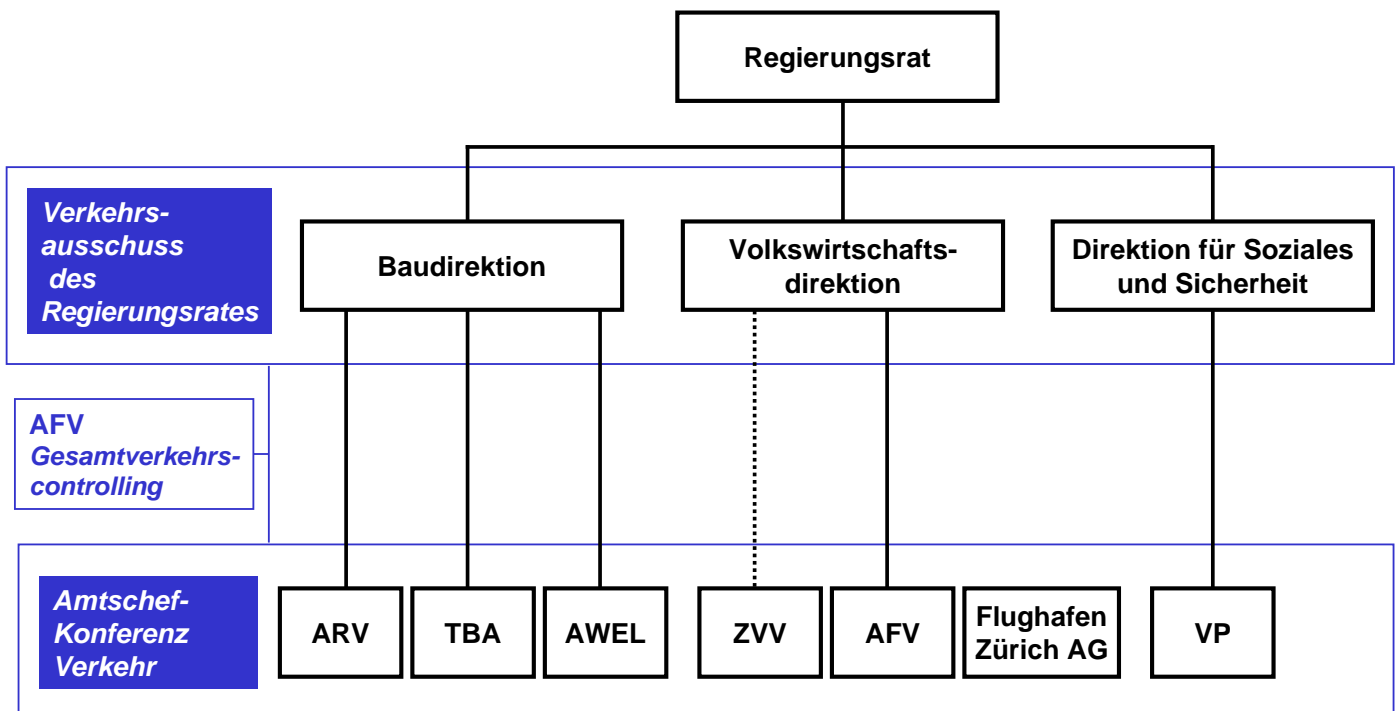 Regierungsrat
Verkehrs-
ausschuss
des
Regierungsrates
Baudirektion
Volkswirtschafts-
direktion
Direktion für Soziales
und Sicherheit
AFV
Gesamtverkehrs-
controlling
Amtschef-
Konferenz
Verkehr
ARV
TBA
AWEL
ZVV
AFV
Flughafen
Zürich AG
VP